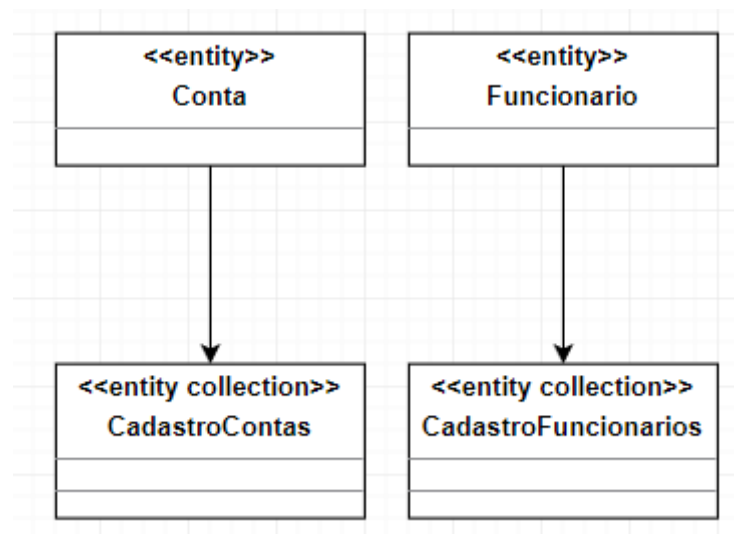 <<entity>>
Conta
<<entity>>
Funcionario
<<entity collection>>
CadastroContas
<<entity collection>>
CadastroFuncionarios